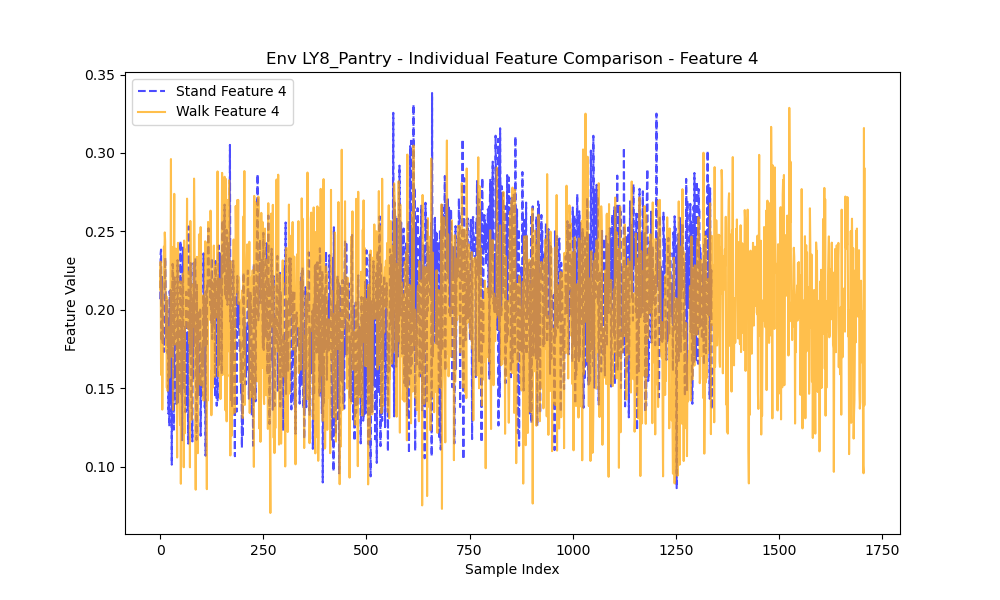 Env LY8_Pantry - Individual Feature Comparison - Feature 4
Stand Feature 4
Walk Feature 4
Feature Value
0.35
0.30
0.25
0.20
0.15
0.10
0 250 500 750 1000 1250 1500 1750
Sample Index